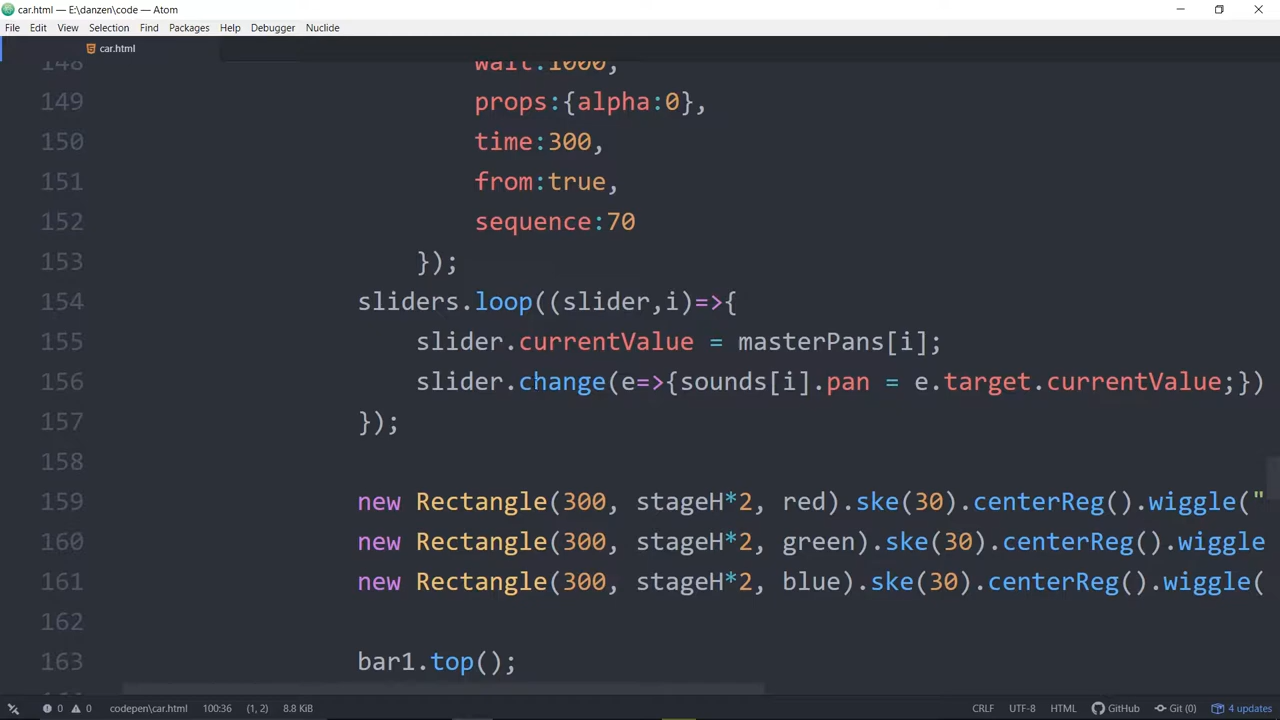 car.html — E:\danzen\code — Atom
File Edit View Selection Find Packages Help Debugger Nuclide
car.html
148 wait:1000,
149 props:{alpha:0},
150 time:300,
151 from:true,
152 sequence:70
153 });
154 sliders.loop((slider,i)=>{
155 slider.currentValue = masterPans[i];
156 slider.change(e=>{sounds[i].pan = e.target.currentValue;})
157 });
158
159 new Rectangle(300, stageH*2, red).ske(30).centerReg().wiggle("
160 new Rectangle(300, stageH*2, green).ske(30).centerReg().wiggle
161 new Rectangle(300, stageH*2, blue).ske(30).centerReg().wiggle(
162
163 bar1.top();
0 0 codepen\car.html 100:36 (1, 2) 8.8 KiB CRLF UTF-8 HTML GitHub Git (0) 4 updates